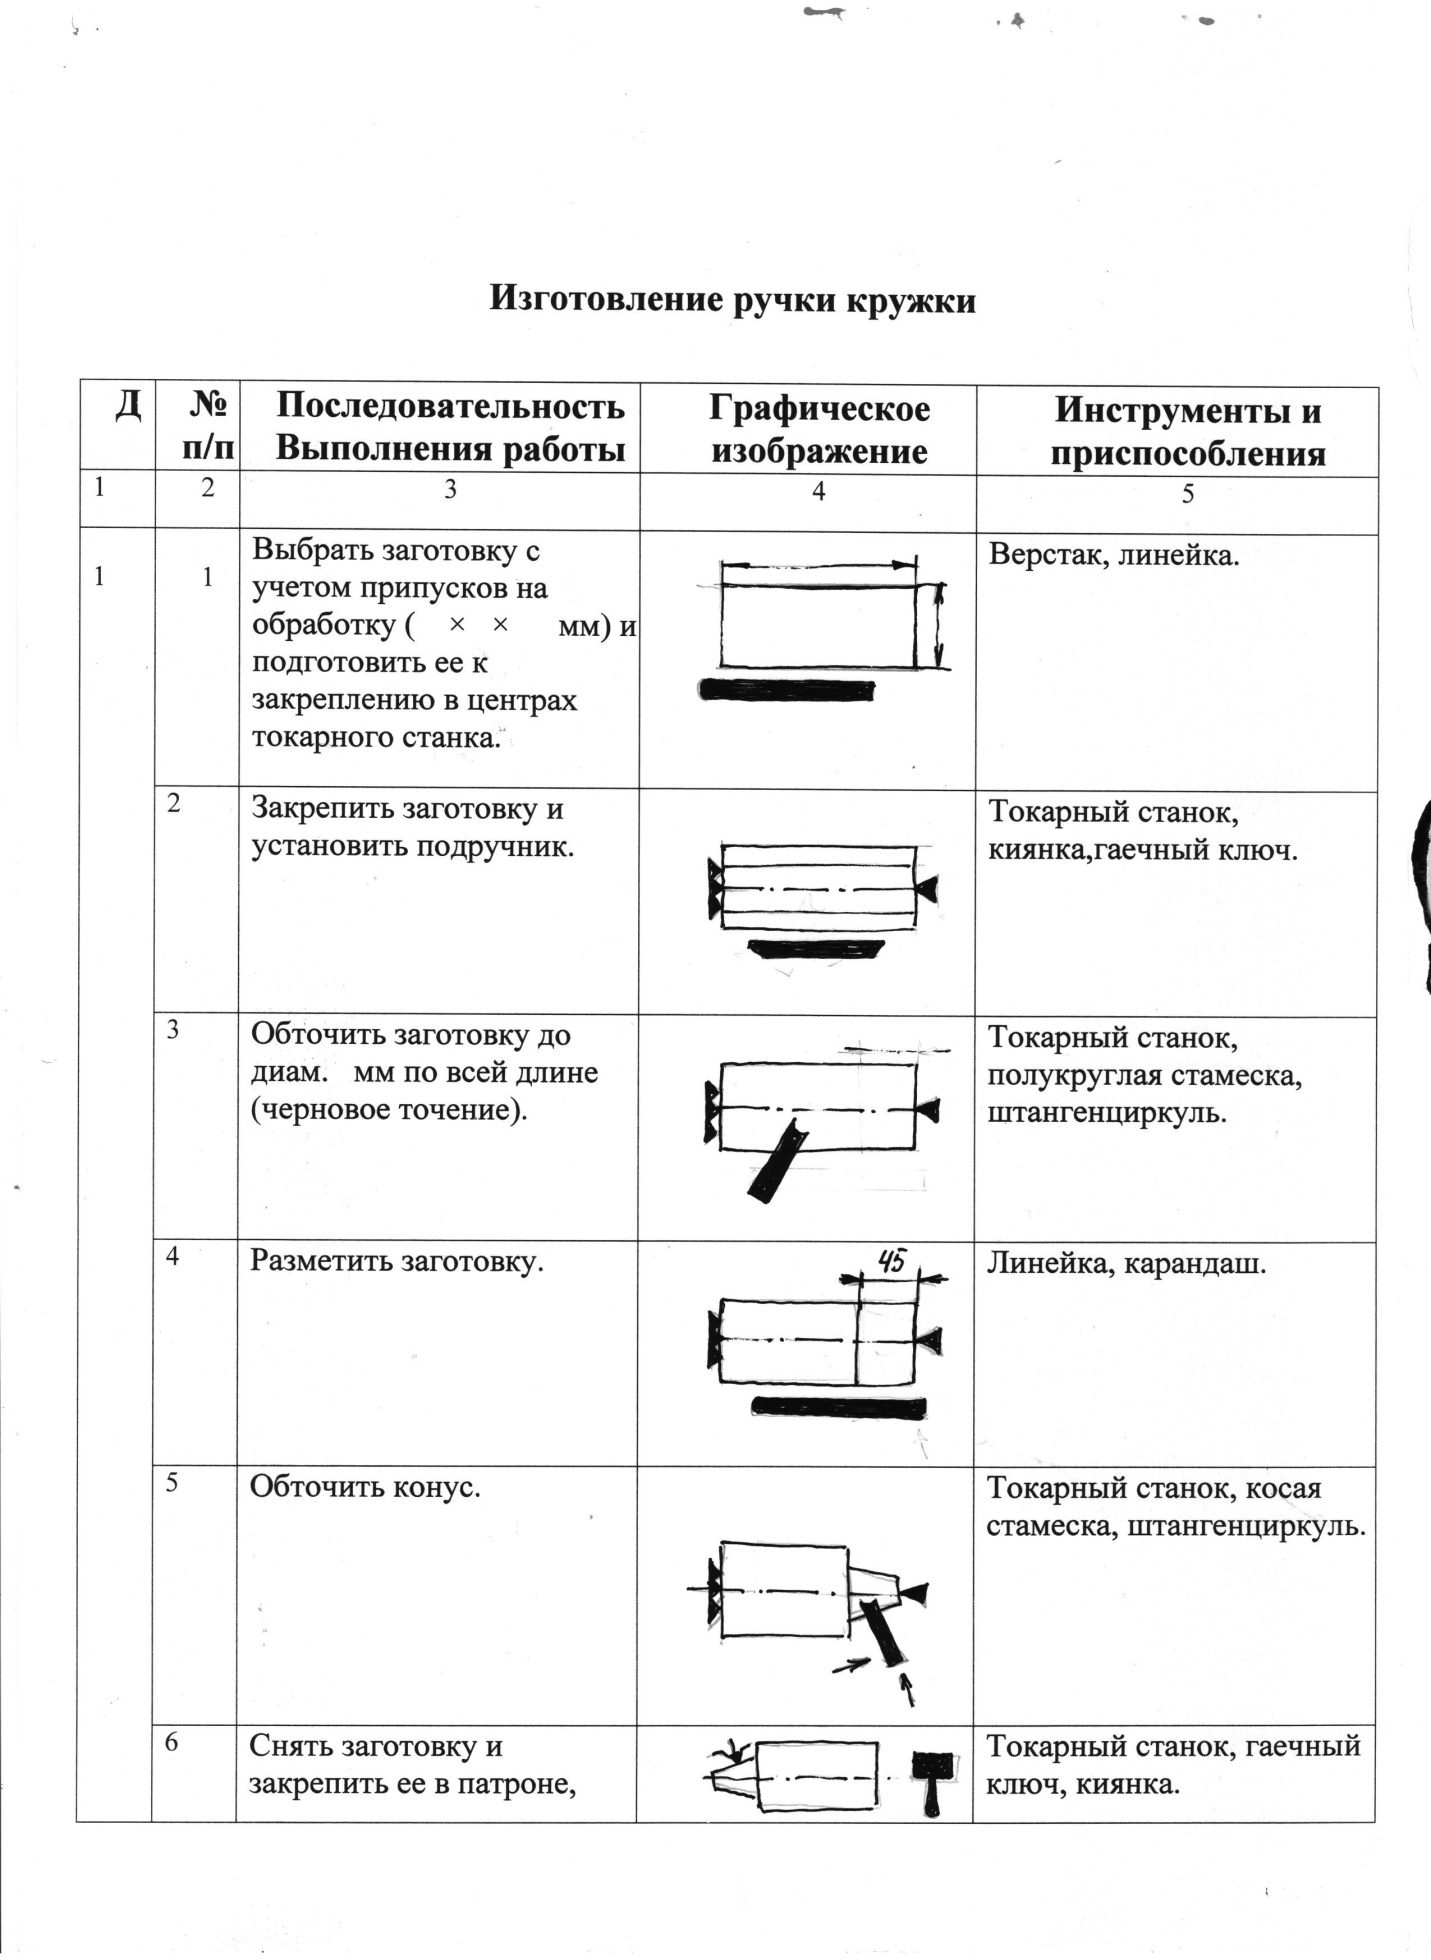 Изготовление ручки кружки
Д
№
п/п
Последовательность
Выполнения работы
Графическое
изображение
Инструменты и
приспособления
1
2
3
4
5
1
1
Выбрать заготовку с
учетом припусков на
обработку ( × × мм) и
подготовить ее к
закреплению в центрах
токарного станка.
Верстак, линейка.
2
Закрепить заготовку и
установить подручник.
Токарный станок,
киянка,гаечный ключ.
3
Обточить заготовку до
диам. мм по всей длине
(черновое точение).
Токарный станок,
полукруглая стамеска,
штангенциркуль.
4
Разметить заготовку.
45
Линейка, карандаш.
5
Обточить конус.
Токарный станок, косая
стамеска, штангенциркуль.
6
Снять заготовку и
закрепить ее в патроне,
Токарный станок, гаечный
ключ, киянка.